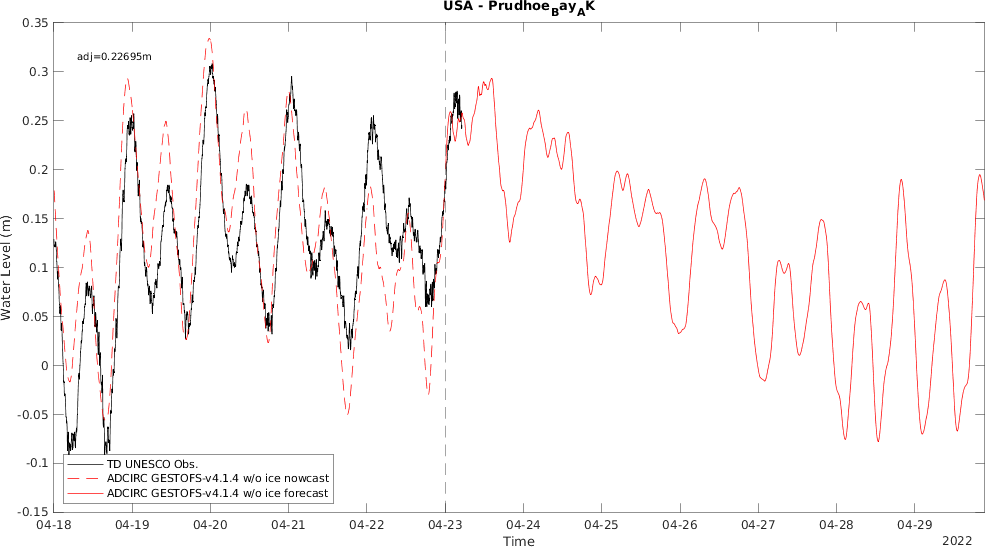 USA - PrudhoeBayAK
0.35
adj=0.22695m
0.3
0.25
0.2
0.15
0.1
0.05
0
-0.05
-0.1
-0.15
Water Level (m)
TD UNESCO Obs.
ADCIRC GESTOFS-v4.1.4 w/o ice nowcast
ADCIRC GESTOFS-v4.1.4 w/o ice forecast
04-18 04-19 04-20 04-21 04-22 04-23 04-24 04-25 04-26 04-27 04-28 04-29
Time
2022